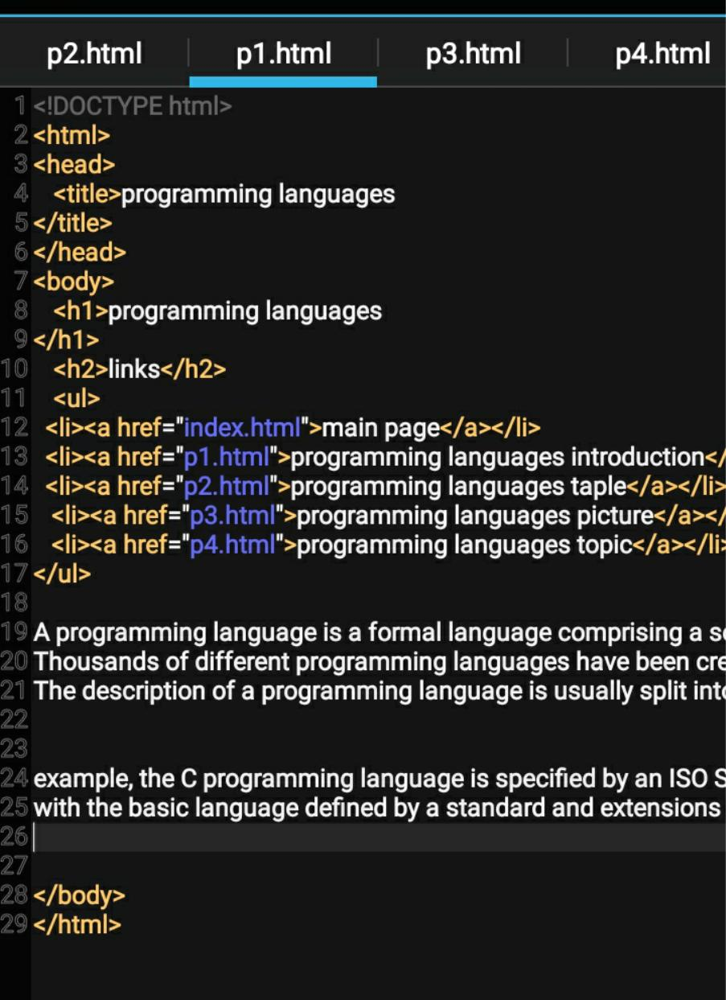 p2.html p1.html p3.html p4.html
1 <!DOCTYPE html>
2 <html>
3 <head>
4 <title>programming languages
5 </title>
6 </head>
7 <body>
8 <h1>programming languages
9 </h1>
10 <h2>links</h2>
11 <ul>
12 <li><a href="index.html">main page</a></li>
13 <li><a href="p1.html">programming languages introduction</
14 <li><a href="p2.html">programming languages taple</a></li>
15 <li><a href="p3.html">programming languages picture</a></
16 <li><a href="p4.html">programming languages topic</a></li>
17 </ul>
18
19 A programming language is a formal language comprising a
20 Thousands of different programming languages have been
21 The description of a programming language is usually split
22
23
24 example, the C programming language is specified by an ISO
25 with the basic language defined by a standard and extensions
26
27
28 </body>
29 </html>